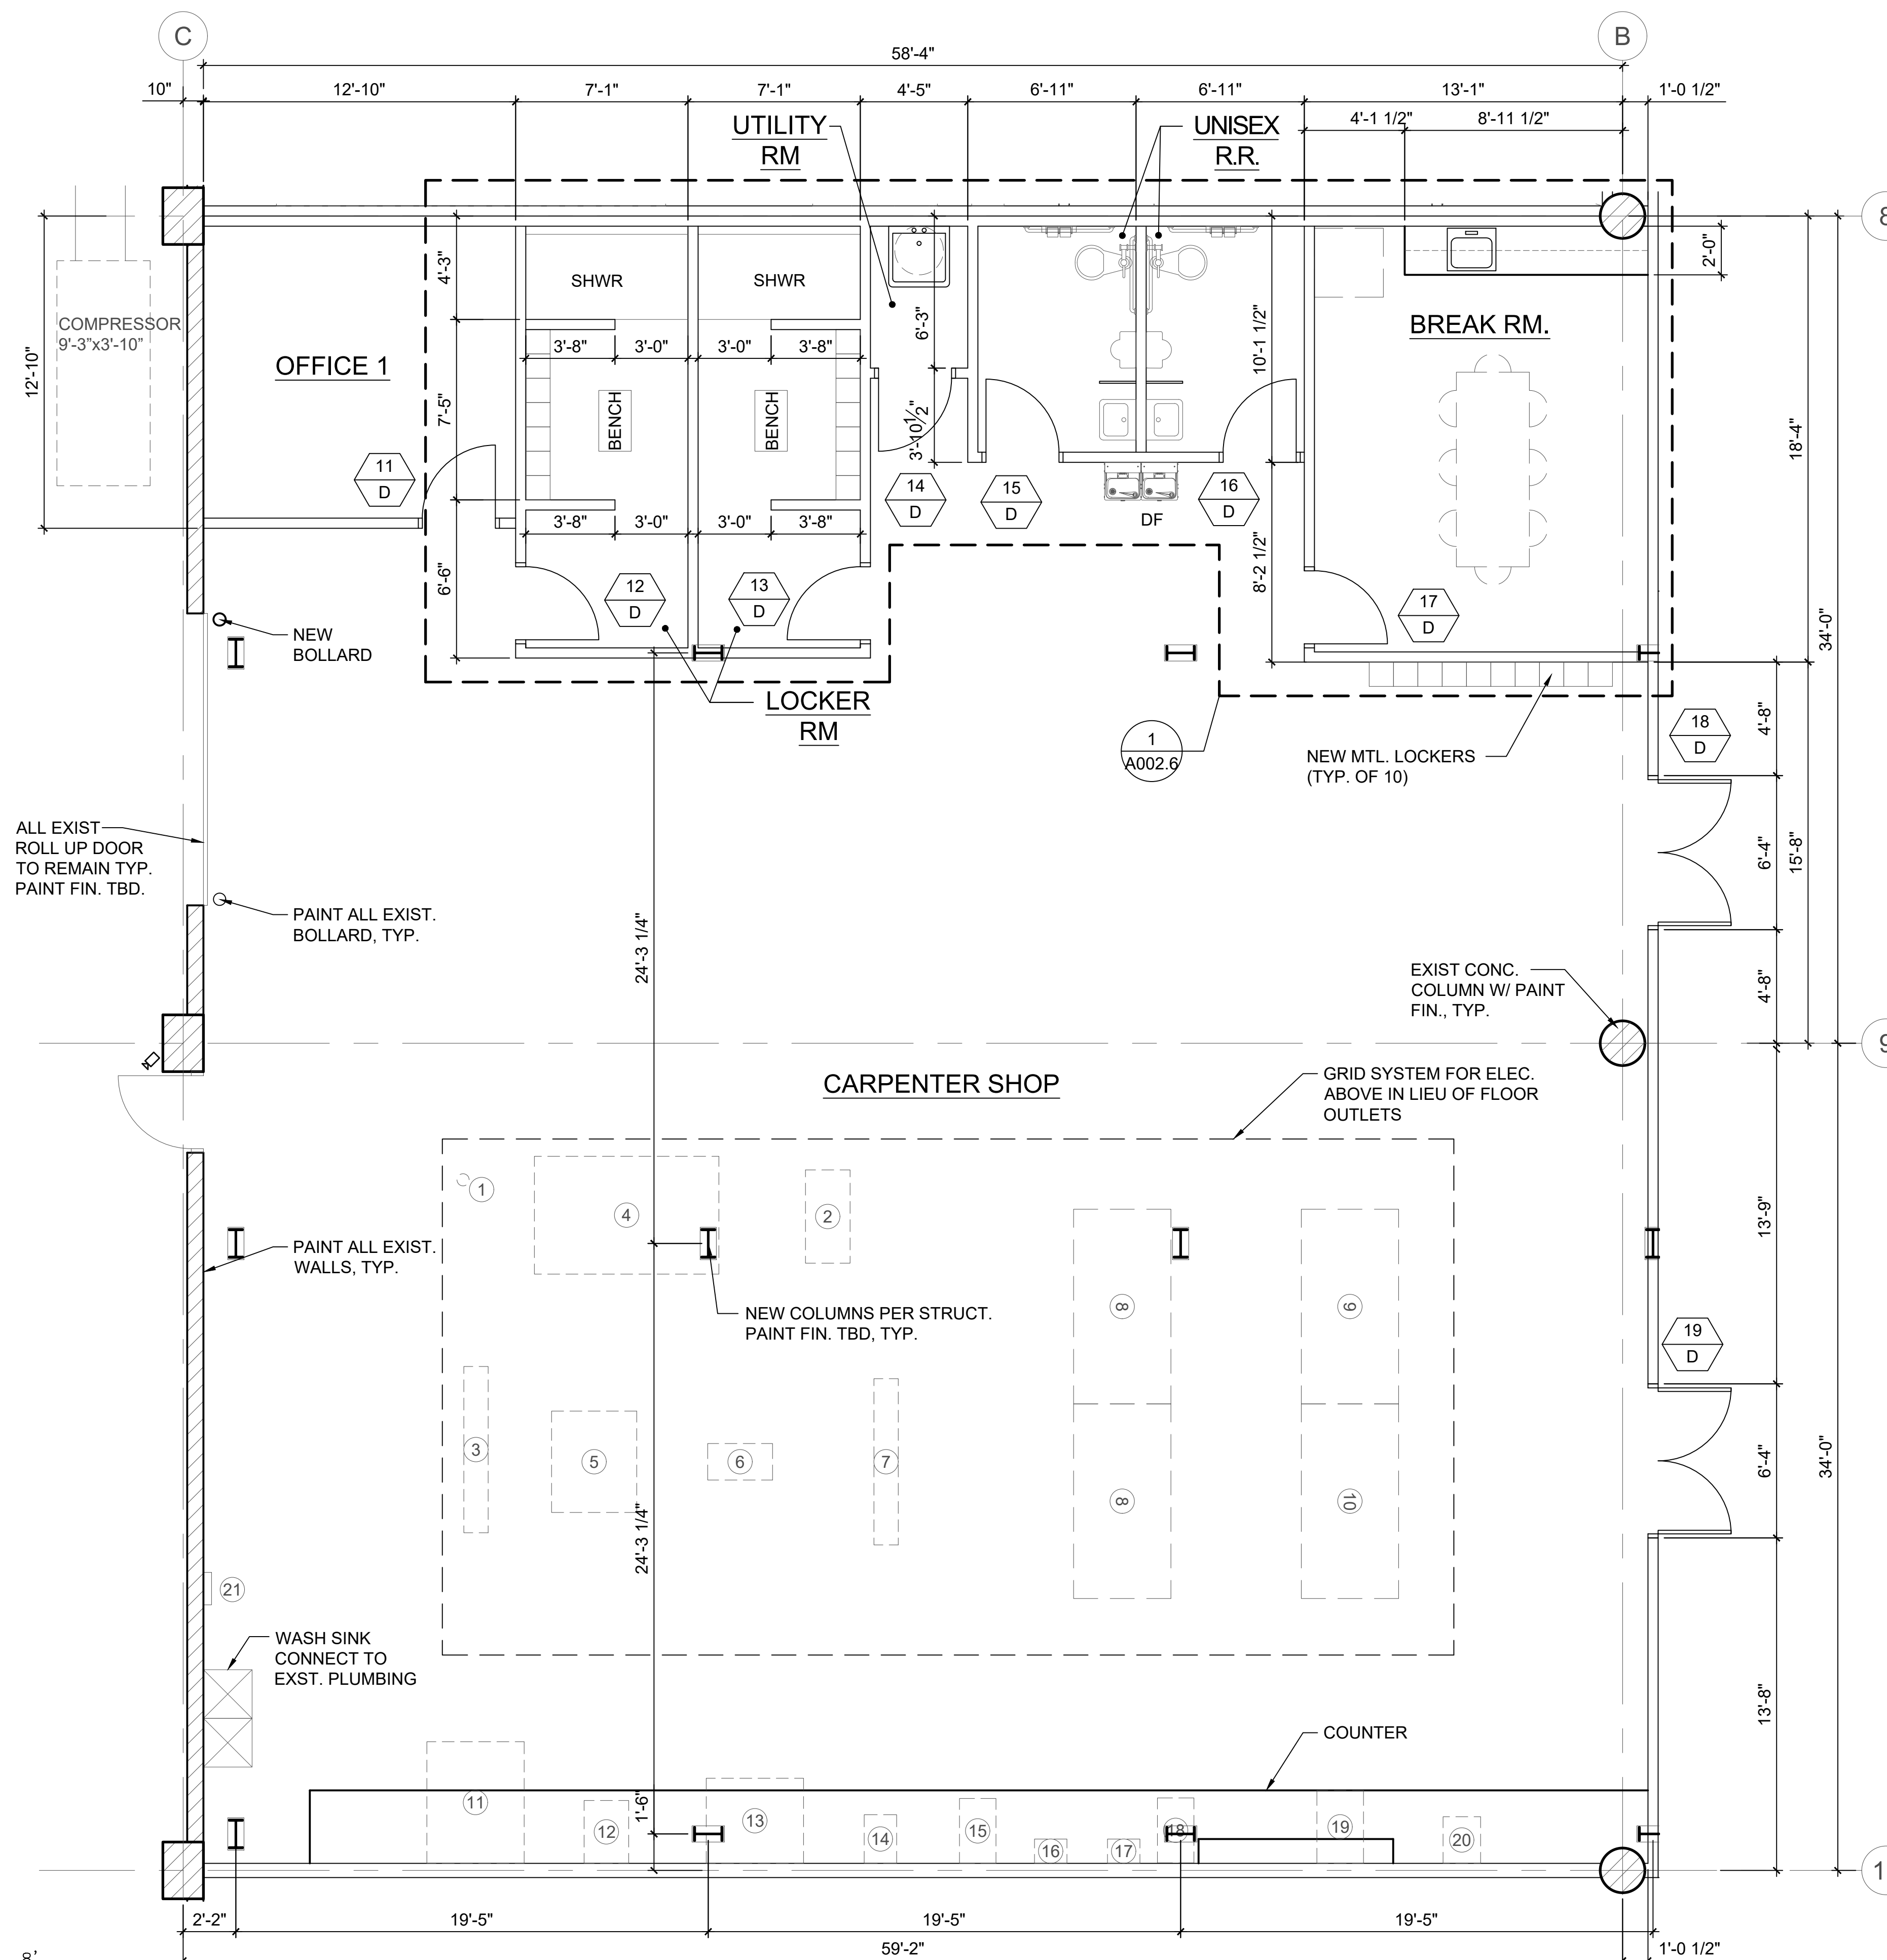 C
B
58'-4"
10"
12'-10"
7'-1"
7'-1"
4'-5"
6'-11"
6'-11"
13'-1"
1'-0 1/2"
4'-1 1/2"
8'-11 1/2"
UTILITY
RM
UNISEX
R.R.
8
COMPRESSOR
9'-3"x3'-10"
12'-10"
OFFICE 1
4'-3"
7'-5"
6'-6"
SHWR
SHWR
3'-8"
3'-0"
3'-0"
3'-8"
BENCH
BENCH
3'-8"
3'-0"
3'-0"
3'-8"
6'-3"
3'-10 1/2"
10'-1 1/2"
8'-2 1/2"
BREAK RM.
2'-0"
18'-4"
34'-0"
11
D
12
D
13
D
14
D
15
D
DF
16
D
17
D
NEW
BOLLARD
LOCKER
RM
1
A002.6
NEW MTL. LOCKERS
(TYP. OF 10)
18
D
4'-8"
6'-4"
15'-8"
4'-8"
ALL EXIST
ROLL UP DOOR
TO REMAIN TYP.
PAINT FIN. TBD.
PAINT ALL EXIST.
BOLLARD, TYP.
24'-3 1/4"
EXIST CONC.
COLUMN W/ PAINT
FIN., TYP.
9
CARPENTER SHOP
GRID SYSTEM FOR ELEC.
ABOVE IN LIEU OF FLOOR
OUTLETS
1
4
2
PAINT ALL EXIST.
WALLS, TYP.
NEW COLUMNS PER STRUCT.
PAINT FIN. TBD, TYP.
8
9
13'-9"
19
D
3
5
6
7
8
10
6'-4"
34'-0"
24'-3 1/4"
21
WASH SINK
CONNECT TO
EXST. PLUMBING
13'-8"
COUNTER
11
12
1'-6"
13
14
15
16
17
18
19
20
1
2'-2"
19'-5"
19'-5"
19'-5"
59'-2"
1'-0 1/2"